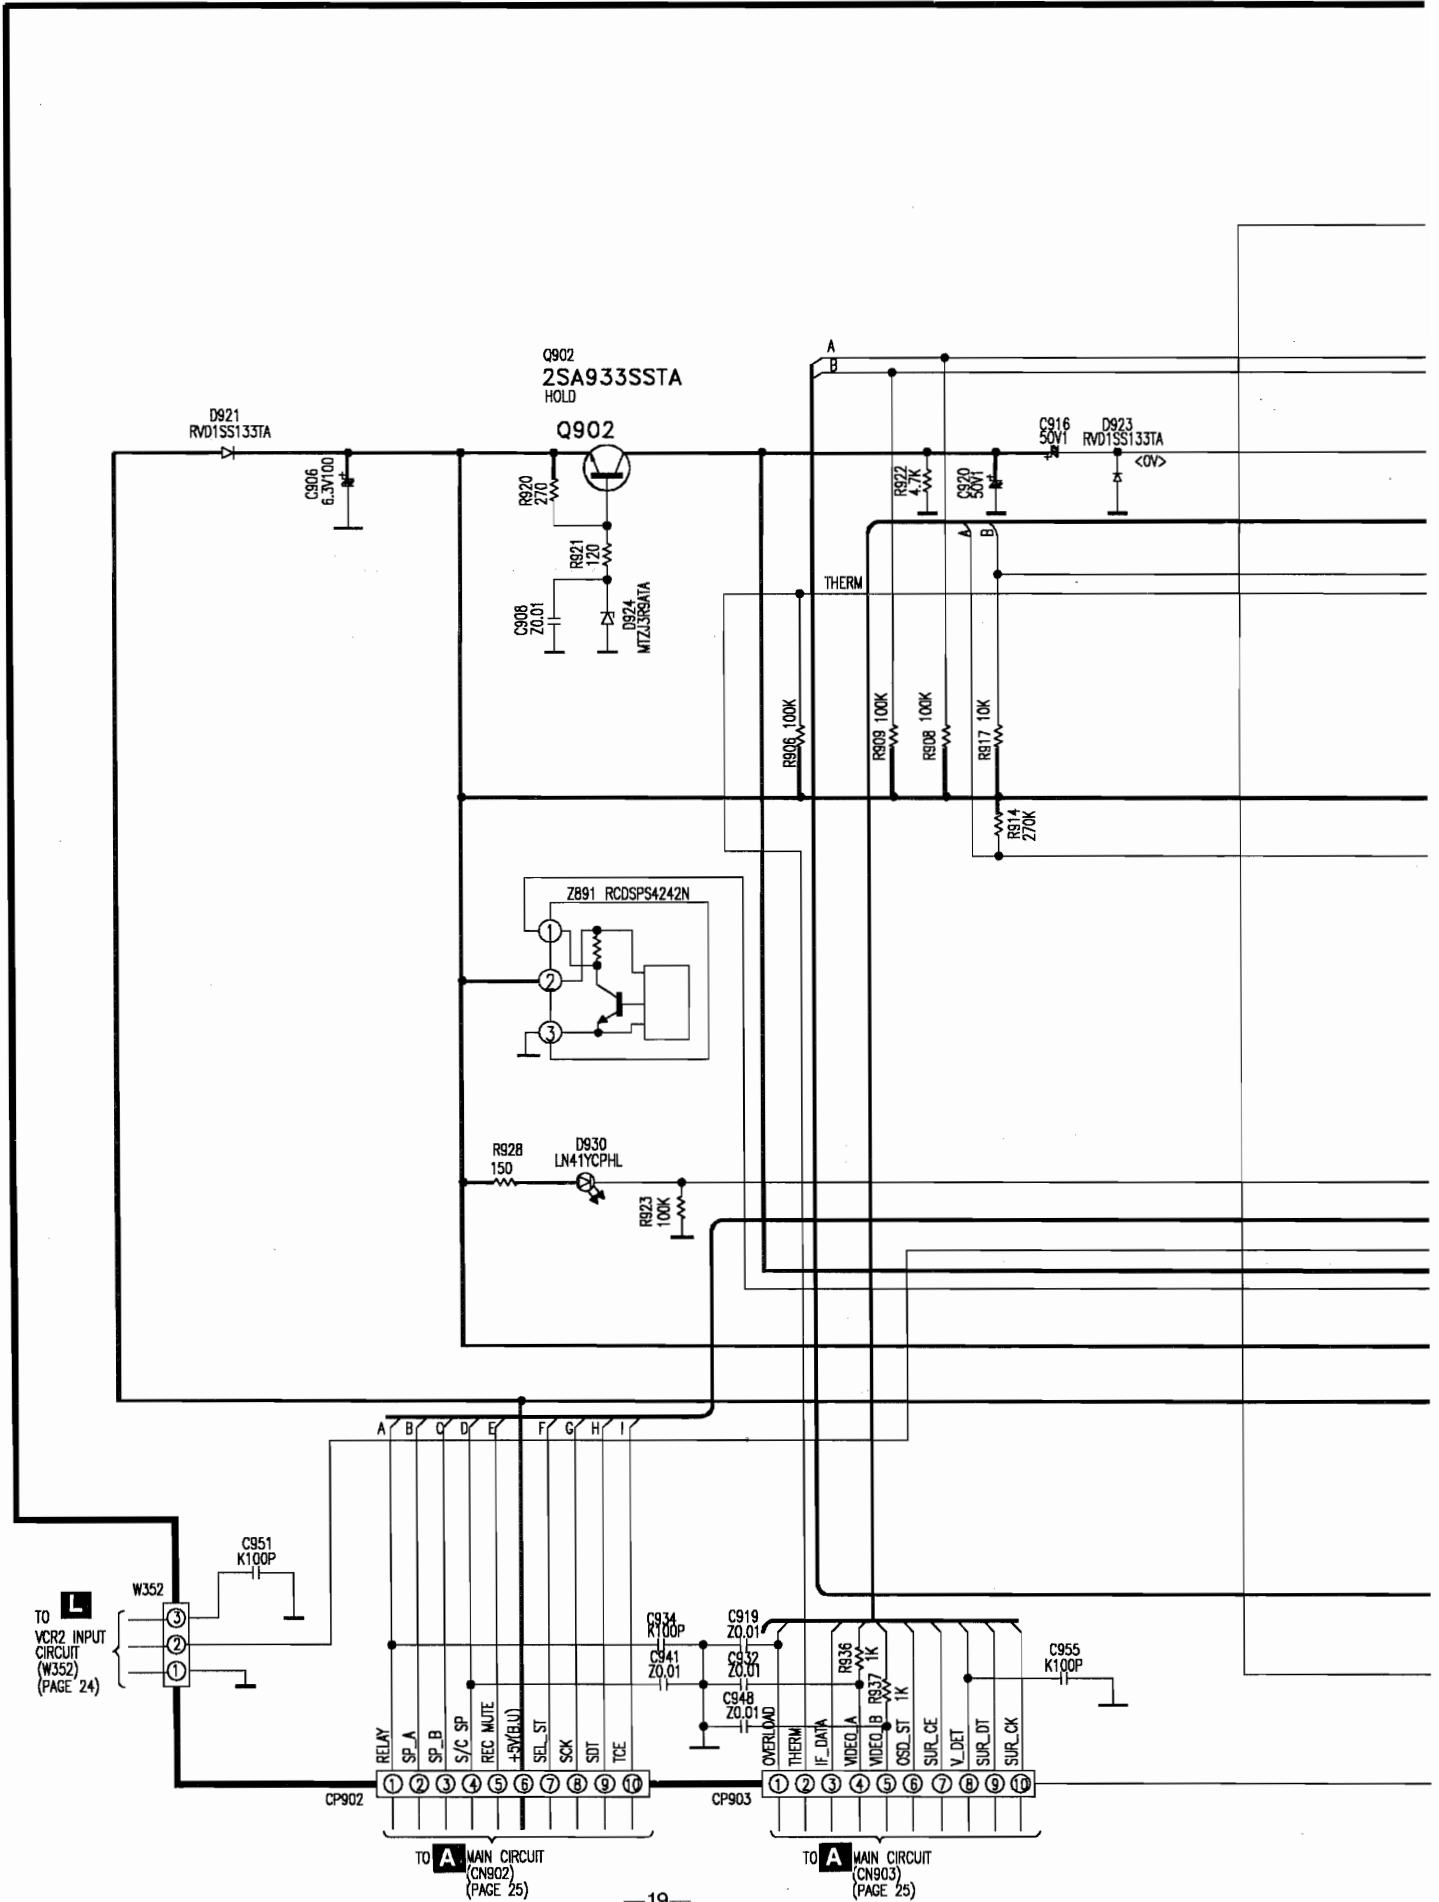 A
B
Q902
2SA933SSTA
HOLD
Q902
D921
RVD1SS133TA
C906
6.3V100
R920
270
R921
120
C908
Z0.01
D924
MTZJ3R9ATA
C916
50V1
D923
RVD1SS133TA
<0V>
R922
4.7K
C920
50V1
A
B
THERM
R906 100K
R909 100K
R908 100K
R917 10K
R914
270K
Z891 RCDSPS4242N
1
2
3
R928
150
D930
LN41YCPHL
R923
100K
A B C D E F G H I
C951
K100P
W352
TO L
VCR2 INPUT
CIRCUIT
(W352)
(PAGE 24)
3
2
1
C934
K100P
C919
Z0.01
C941
Z0.01
C932
Z0.01
C948
Z0.01
R936
1K
R937
1K
C955
K100P
RELAY
SP_A
SP_B
S/C SP
REC MUTE
+5V(B.U)
SEL_ST
SCK
SDT
TCE
OVERLOAD
THERM
IF_DATA
VIDEO_A
VIDEO_B
OSD_ST
SUR_CE
V_DET
SUR_DT
SUR_CK
CP902
1 2 3 4 5 6 7 8 9 10
CP903
1 2 3 4 5 6 7 8 9 10
TO A MAIN CIRCUIT
(CN902)
(PAGE 25)
TO A MAIN CIRCUIT
(CN903)
(PAGE 25)
—19—